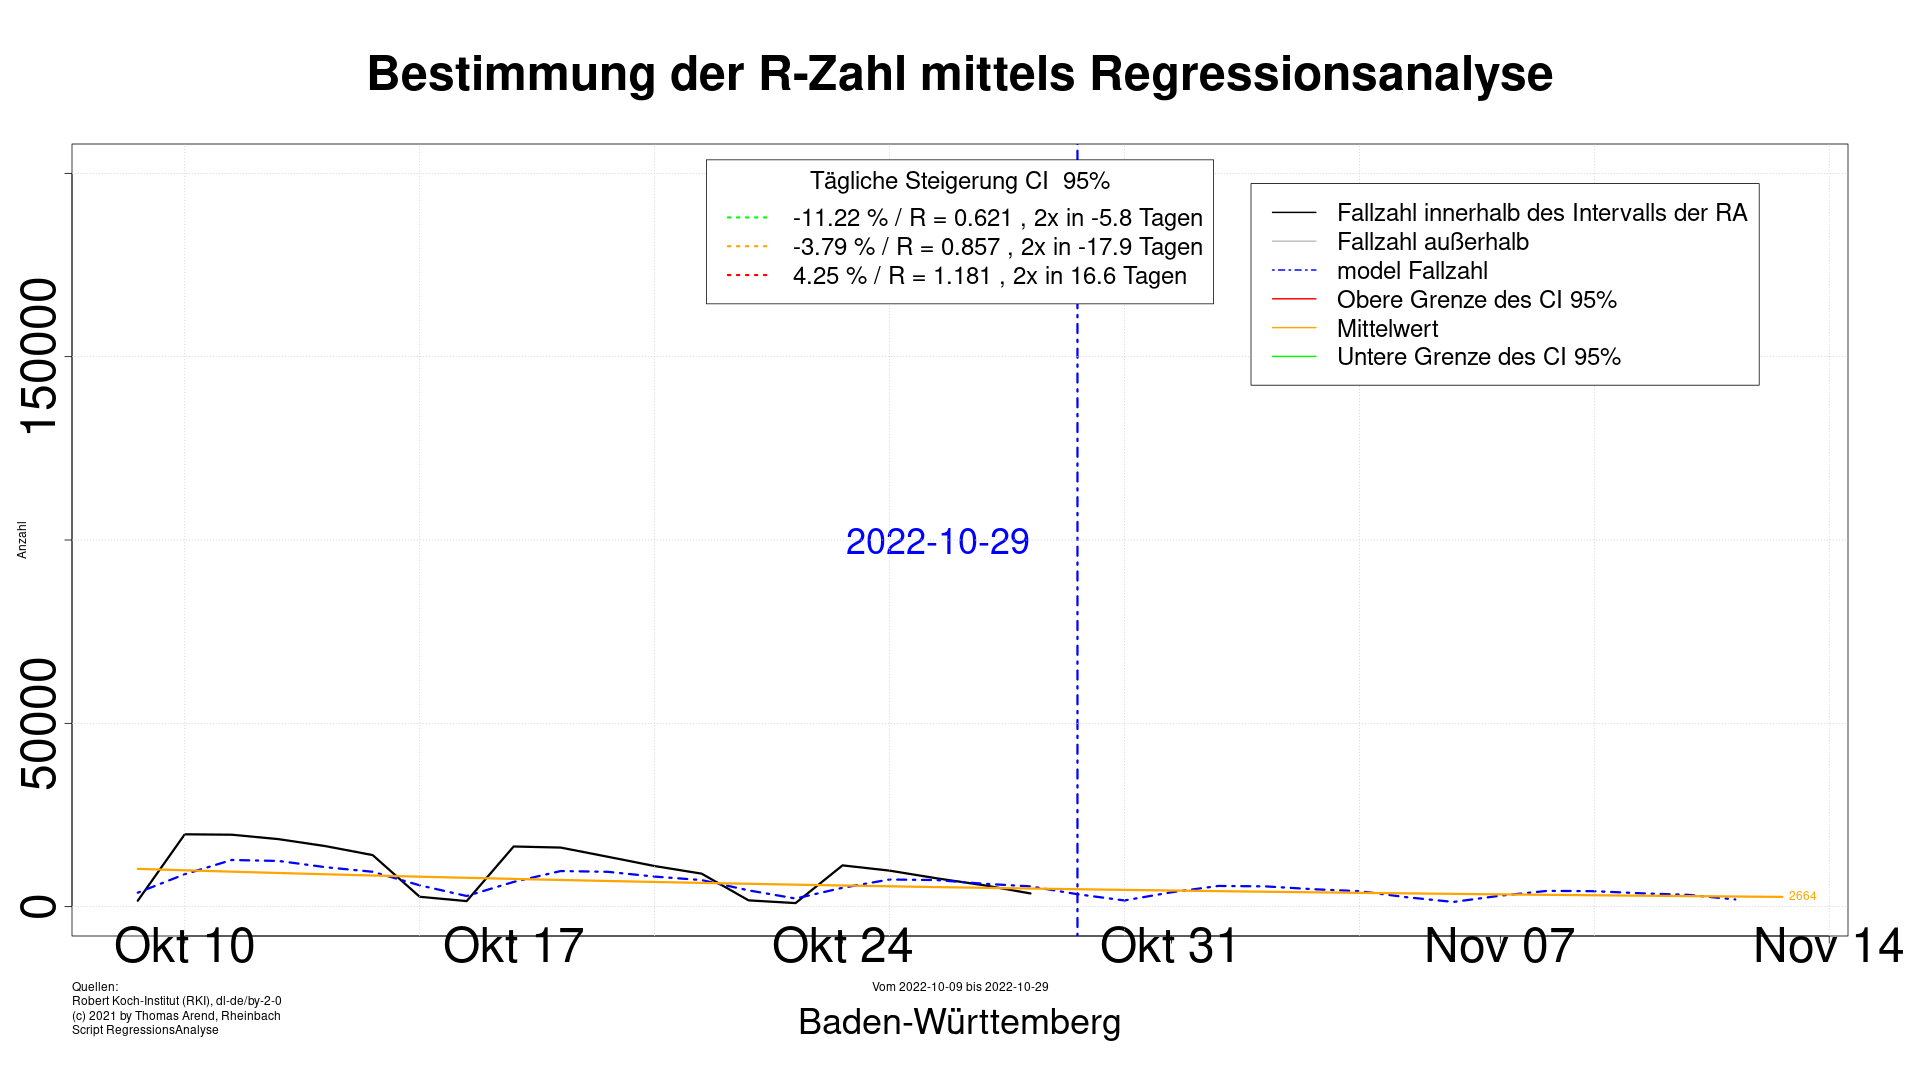 Bestimmung der R-Zahl mittels Regressionsanalyse
Tägliche Steigerung CI  95%
-11.22 % / R = 0.621 , 2x in -5.8 Tagen
-3.79 % / R = 0.857 , 2x in -17.9 Tagen
4.25 % / R = 1.181 , 2x in 16.6 Tagen
Fallzahl innerhalb des Intervalls der RA
Fallzahl außerhalb
model Fallzahl
Obere Grenze des CI 95%
Mittelwert
Untere Grenze des CI 95%
150000
50000
0
Anzahl
2022-10-29
2664
Okt 10
Okt 17
Okt 24
Okt 31
Nov 07
Nov 14
Quellen:
Robert Koch-Institut (RKI), dl-de/by-2-0
(c) 2021 by Thomas Arend, Rheinbach
Script RegressionsAnalyse
Vom 2022-10-09 bis 2022-10-29
Baden-Württemberg